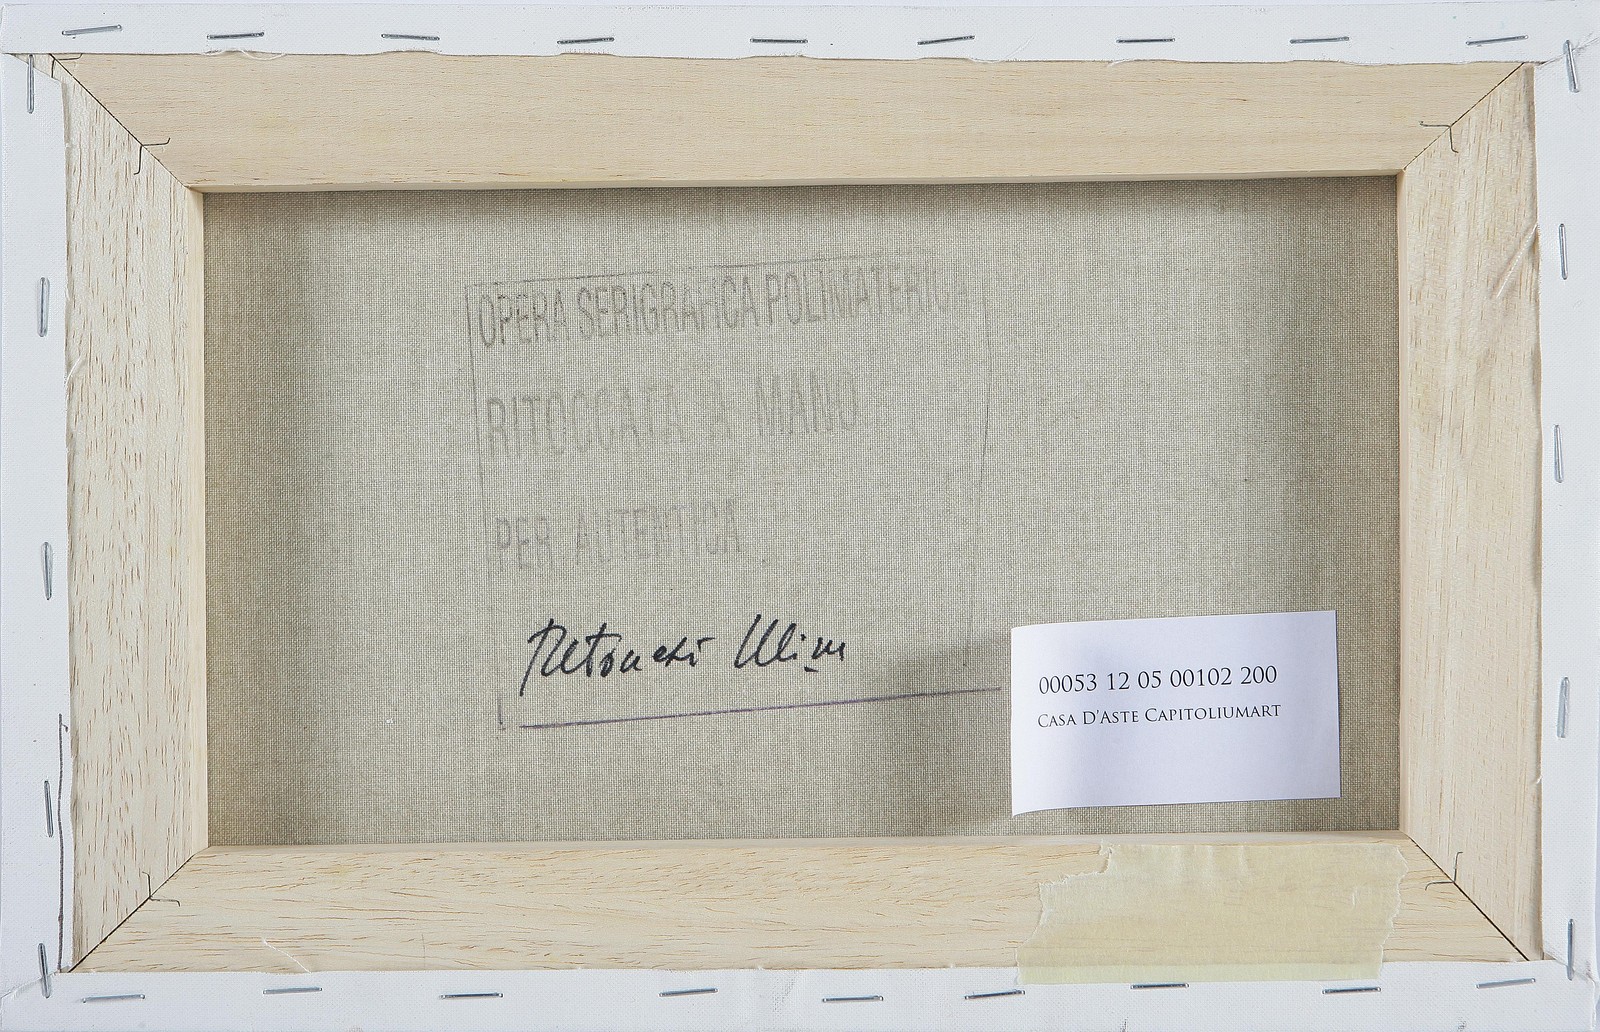 OPERA SERIGRAFICA POLIMATERICA
RITOCCATA A MANO
PER AUTENTICA
00053 12 05 00102 200
CASA D'ASTE CAPITOLIUMART